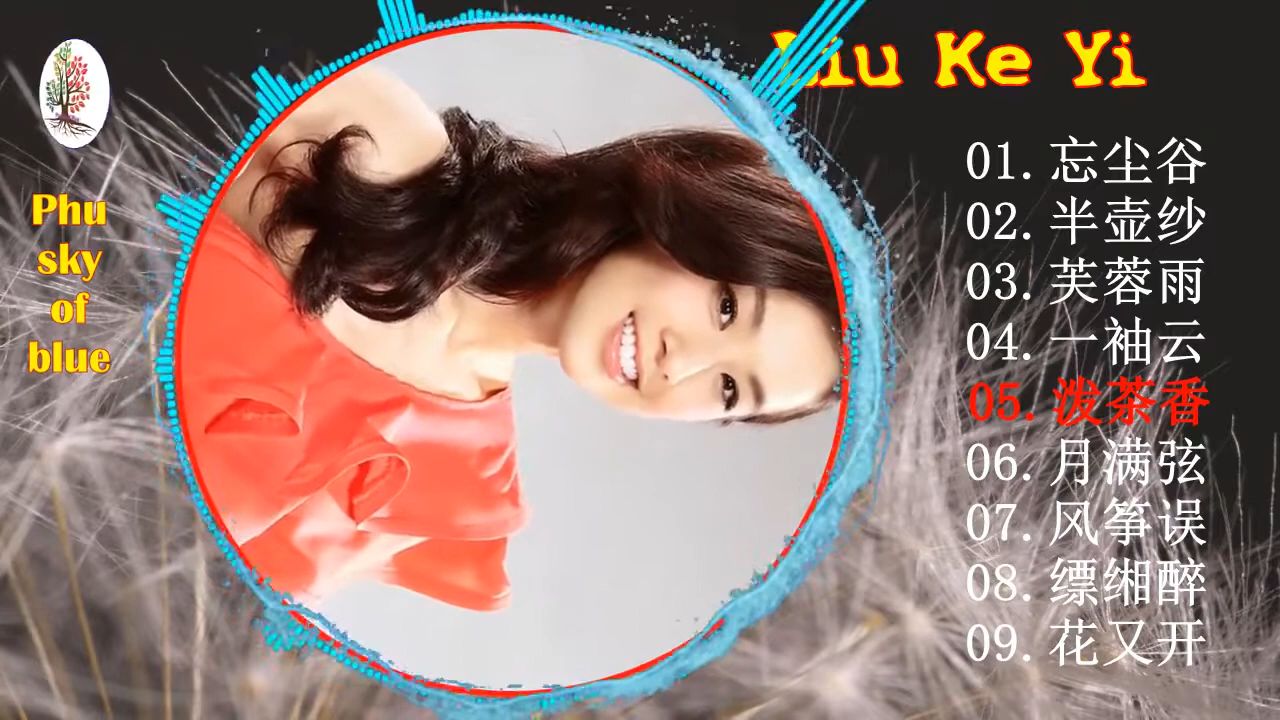 Liu Ke Yi
Phu
sky
of
blue
01. 忘尘谷
02. 半壶纱
03. 芙蓉雨
04. 一袖云
05. 泼茶香
06. 月满弦
07. 风筝误
08. 缥缃醉
09. 花又开